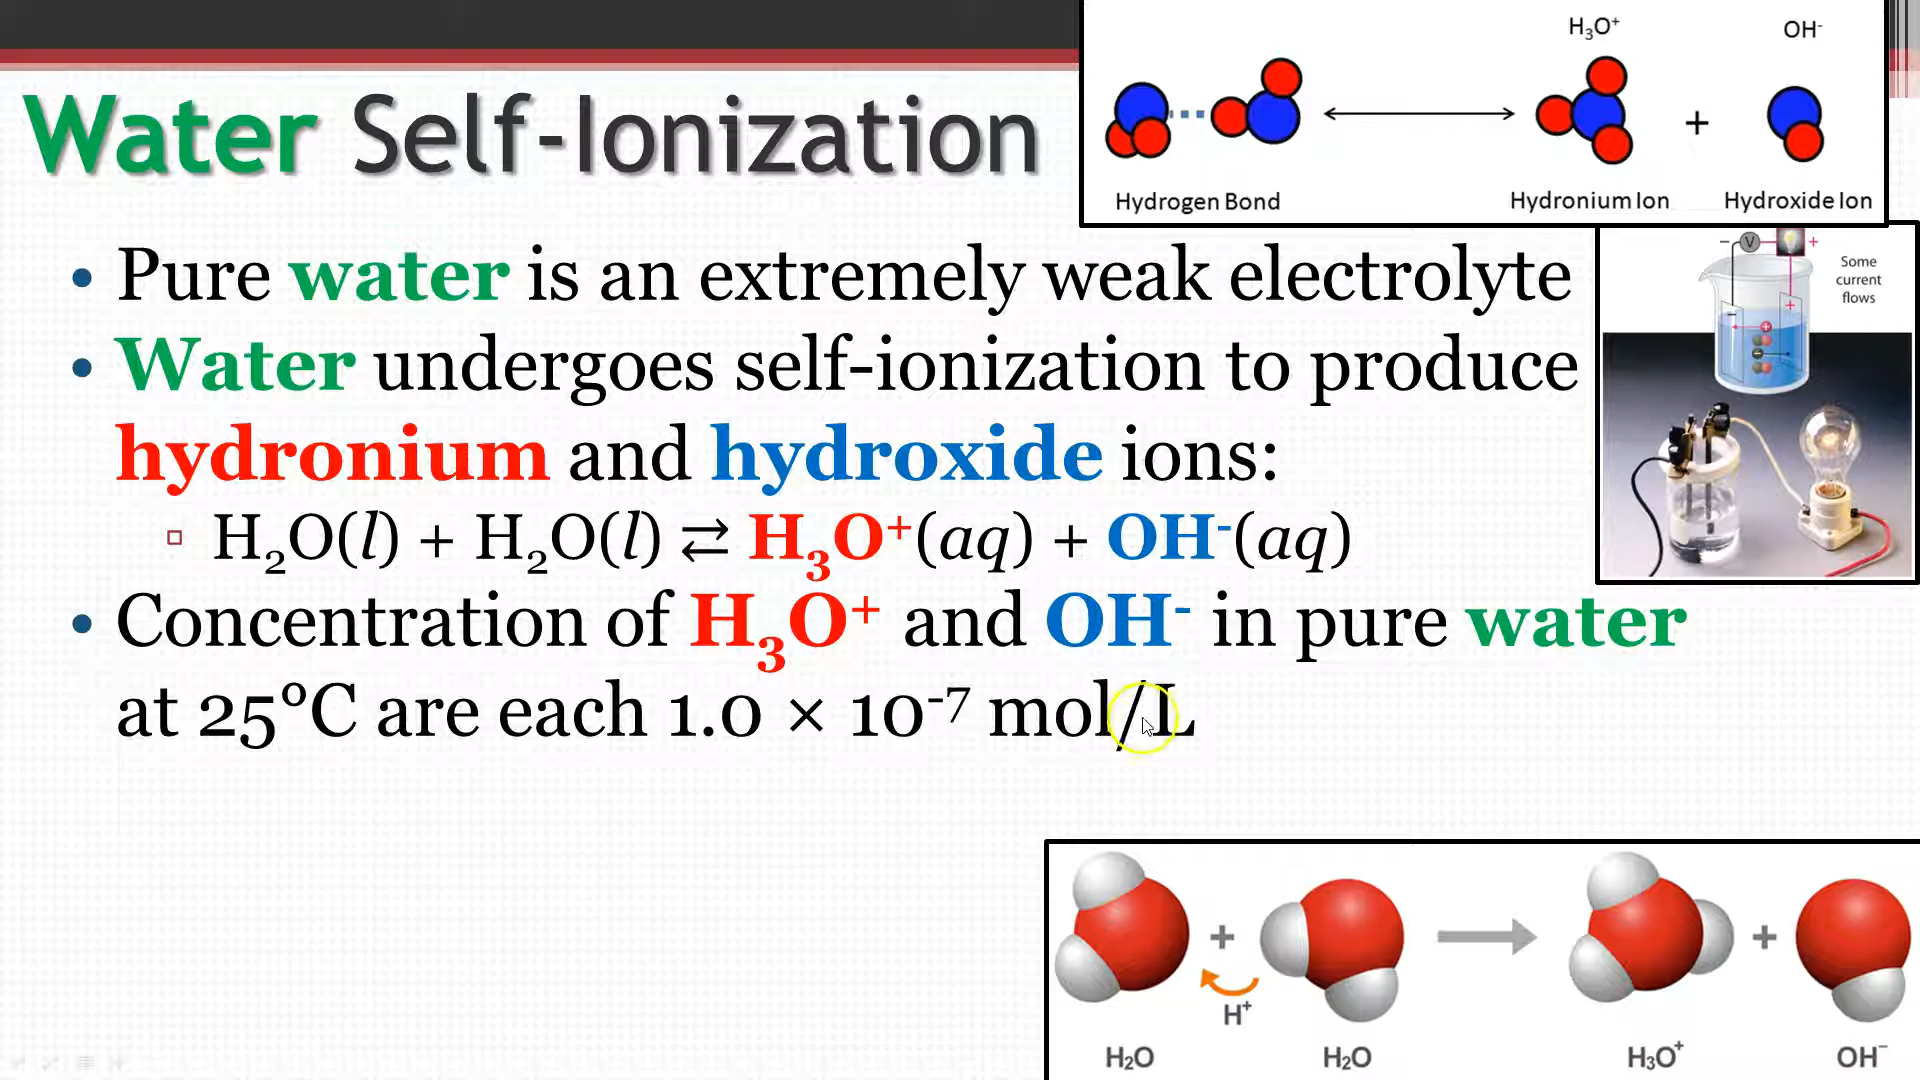 Water Self-Ionization
H₃O⁺ OH⁻
+
Hydrogen Bond Hydronium Ion Hydroxide Ion
• Pure water is an extremely weak electrolyte
• Water undergoes self-ionization to produce
hydronium and hydroxide ions:
▫ H₂O(l) + H₂O(l) ⇄ H₃O⁺(aq) + OH⁻(aq)
• Concentration of H₃O⁺ and OH⁻ in pure water
at 25°C are each 1.0 × 10⁻⁷ mol/L
− V +
Some
current
flows
− +
+
−
+ +
H⁺
H₂O H₂O H₃O⁺ OH⁻